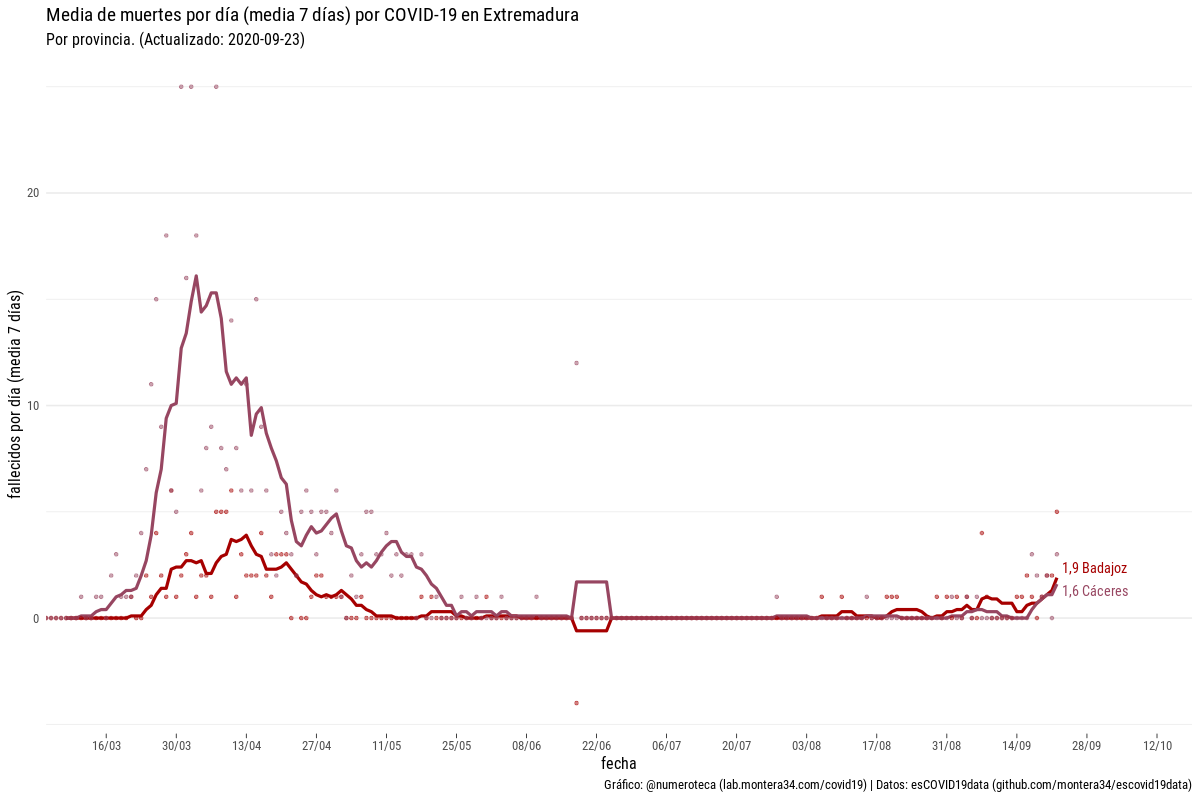 Media de muertes por día (media 7 días) por COVID-19 en Extremadura
Por provincia. (Actualizado: 2020-09-23)
fallecidos por día (media 7 días)
20
10
0
1,9 Badajoz
1,6 Cáceres
16/03 30/03 13/04 27/04 11/05 25/05 08/06 22/06 06/07 20/07 03/08 17/08 31/08 14/09 28/09 12/10
fecha
Gráfico: @numeroteca (lab.montera34.com/covid19) | Datos: esCOVID19data (github.com/montera34/escovid19data)